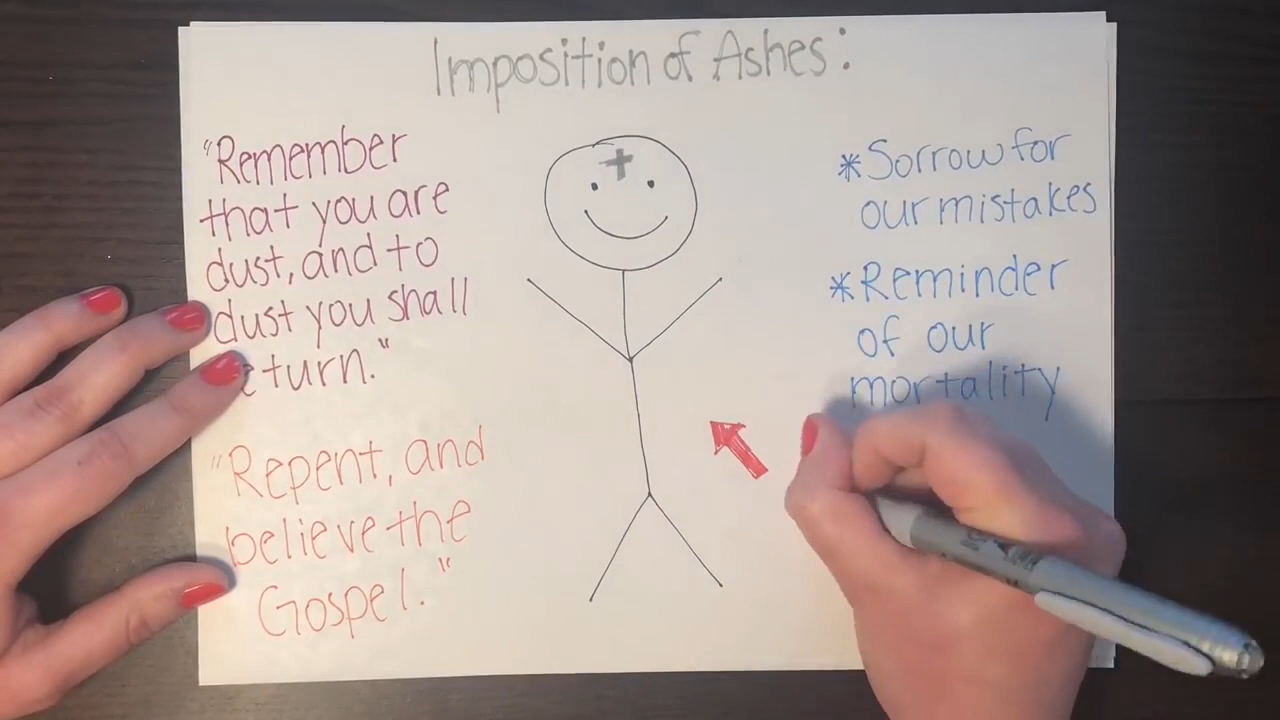 Imposition of Ashes:
"Remember
that you are
dust, and to
dust you shall
eturn."
"Repent, and
believe the
Gospel."
*Sorrow for
our mistakes
*Reminder
of our
mortality